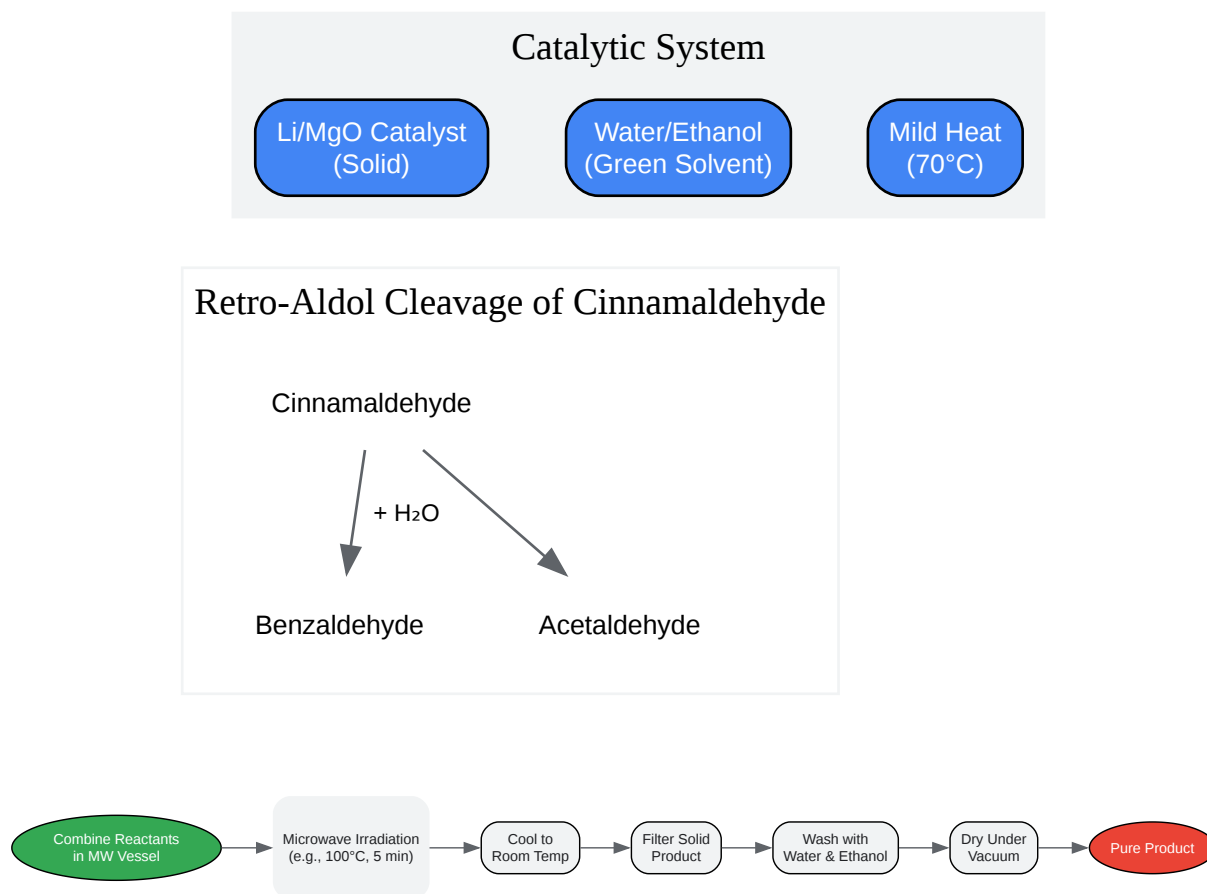 Catalytic System
Li/MgO Catalyst
(Solid)
Water/Ethanol
(Green Solvent)
Mild Heat
(70°C)
Retro-Aldol Cleavage of Cinnamaldehyde
Cinnamaldehyde
+ H₂O
Benzaldehyde
Acetaldehyde
Combine Reactants
in MW Vessel
Microwave Irradiation
(e.g., 100°C, 5 min)
Cool to
Room Temp
Filter Solid
Product
Wash with
Water & Ethanol
Dry Under
Vacuum
Pure Product